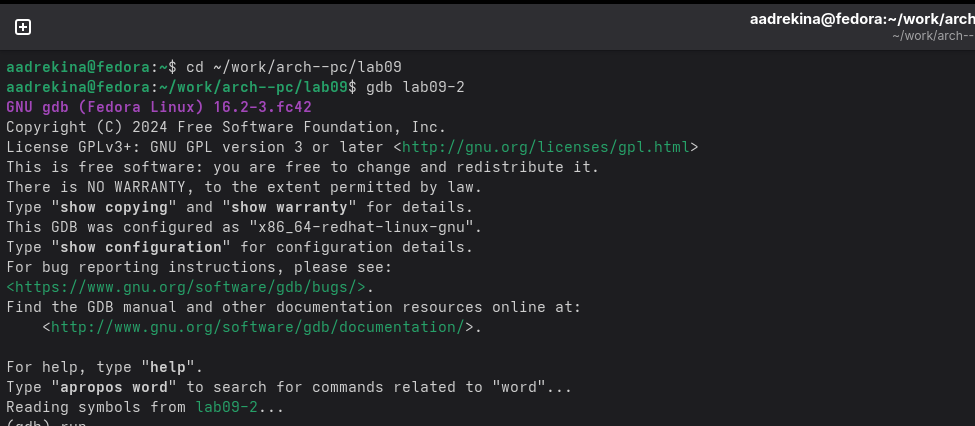 aadrekina@fedora:~/work/arch
~/work/arch--
aadrekina@fedora:~$ cd ~/work/arch--pc/lab09
aadrekina@fedora:~/work/arch--pc/lab09$ gdb lab09-2
GNU gdb (Fedora Linux) 16.2-3.fc42
Copyright (C) 2024 Free Software Foundation, Inc.
License GPLv3+: GNU GPL version 3 or later <http://gnu.org/licenses/gpl.html>
This is free software: you are free to change and redistribute it.
There is NO WARRANTY, to the extent permitted by law.
Type "show copying" and "show warranty" for details.
This GDB was configured as "x86_64-redhat-linux-gnu".
Type "show configuration" for configuration details.
For bug reporting instructions, please see:
<https://www.gnu.org/software/gdb/bugs/>.
Find the GDB manual and other documentation resources online at:
    <http://www.gnu.org/software/gdb/documentation/>.

For help, type "help".
Type "apropos word" to search for commands related to "word"...
Reading symbols from lab09-2...
(gdb) run